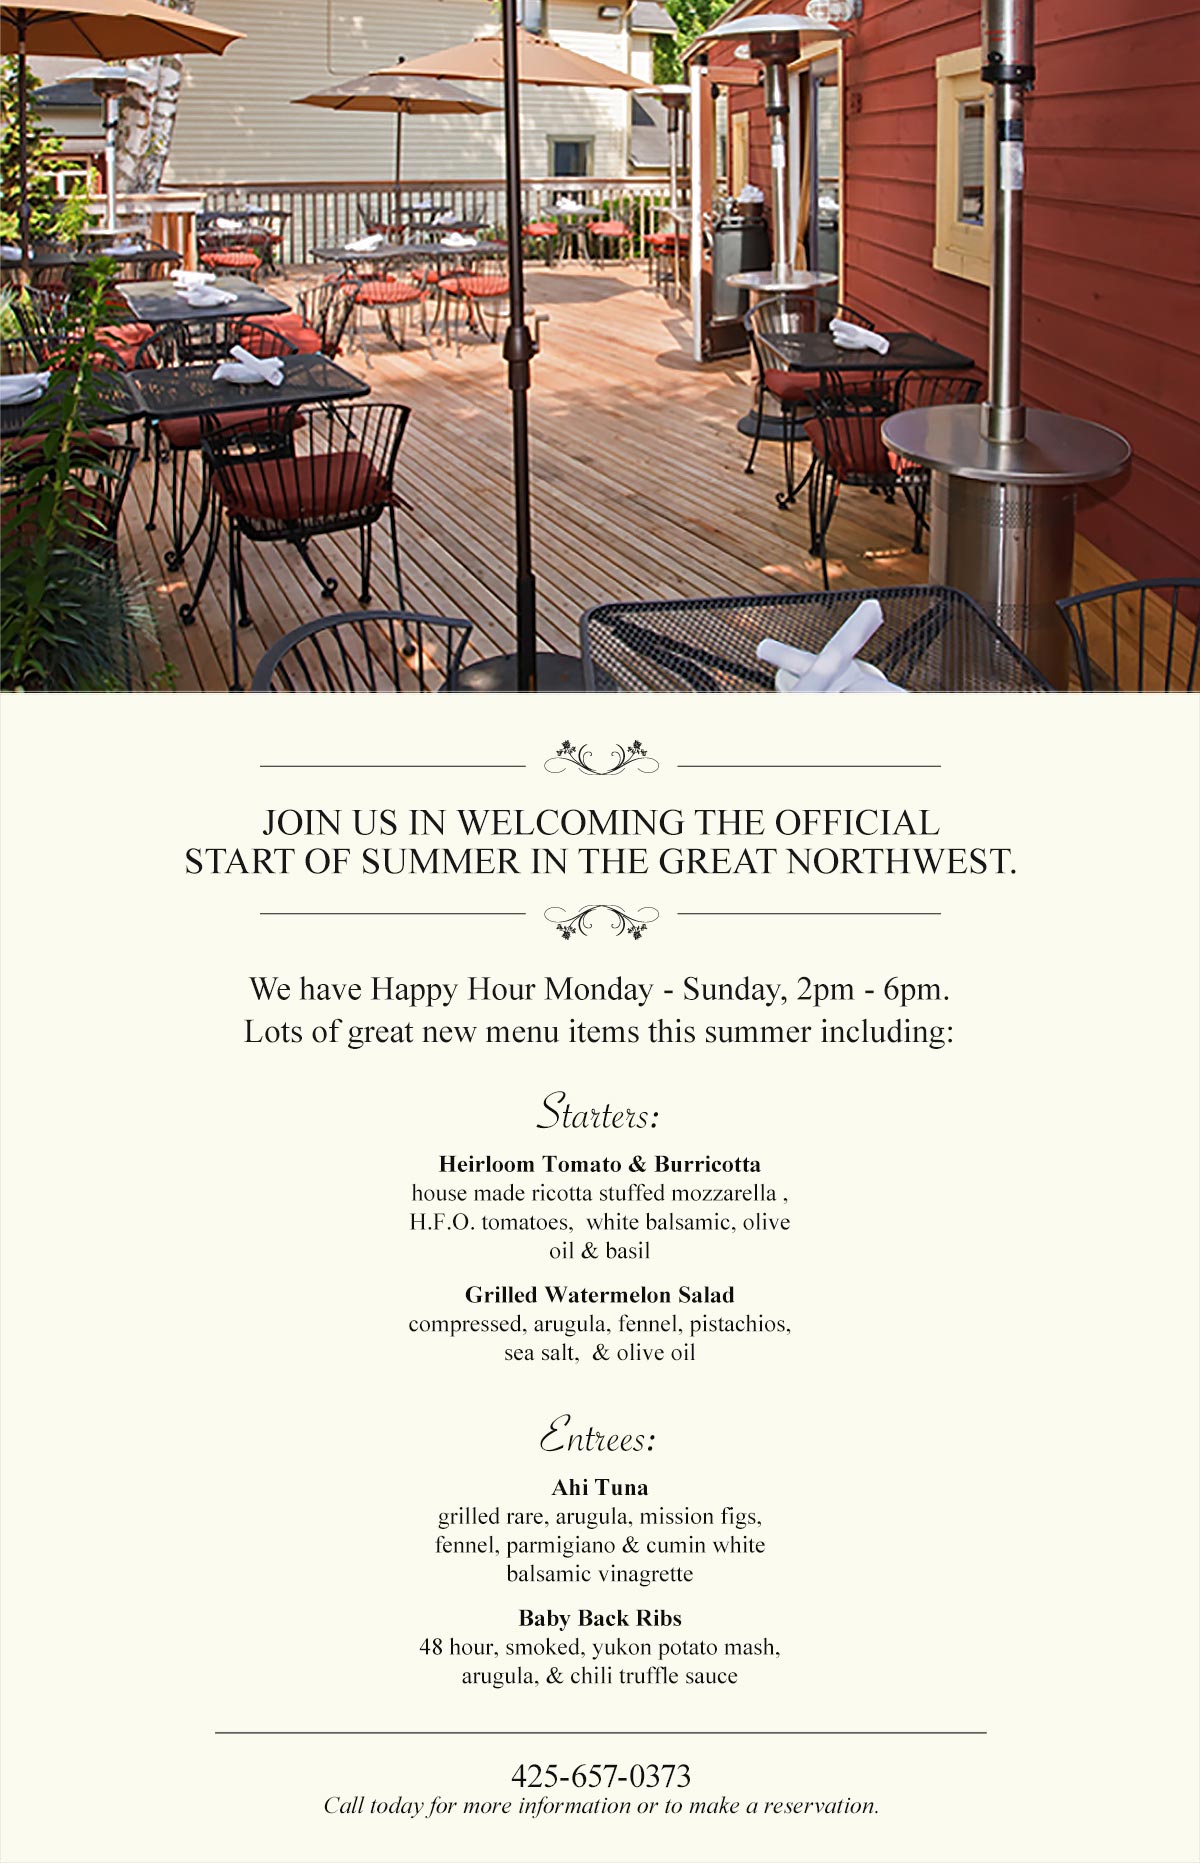 JOIN US IN WELCOMING THE OFFICIAL
START OF SUMMER IN THE GREAT NORTHWEST.
We have Happy Hour Monday - Sunday, 2pm - 6pm.
Lots of great new menu items this summer including:
Starters:
Heirloom Tomato & Burricotta
house made ricotta stuffed mozzarella ,
H.F.O. tomatoes,  white balsamic, olive
oil & basil
Grilled Watermelon Salad
compressed, arugula, fennel, pistachios,
sea salt,  & olive oil
Entrees:
Ahi Tuna
grilled rare, arugula, mission figs,
fennel, parmigiano & cumin white
balsamic vinagrette
Baby Back Ribs
48 hour, smoked, yukon potato mash,
arugula, & chili truffle sauce
425-657-0373
Call today for more information or to make a reservation.